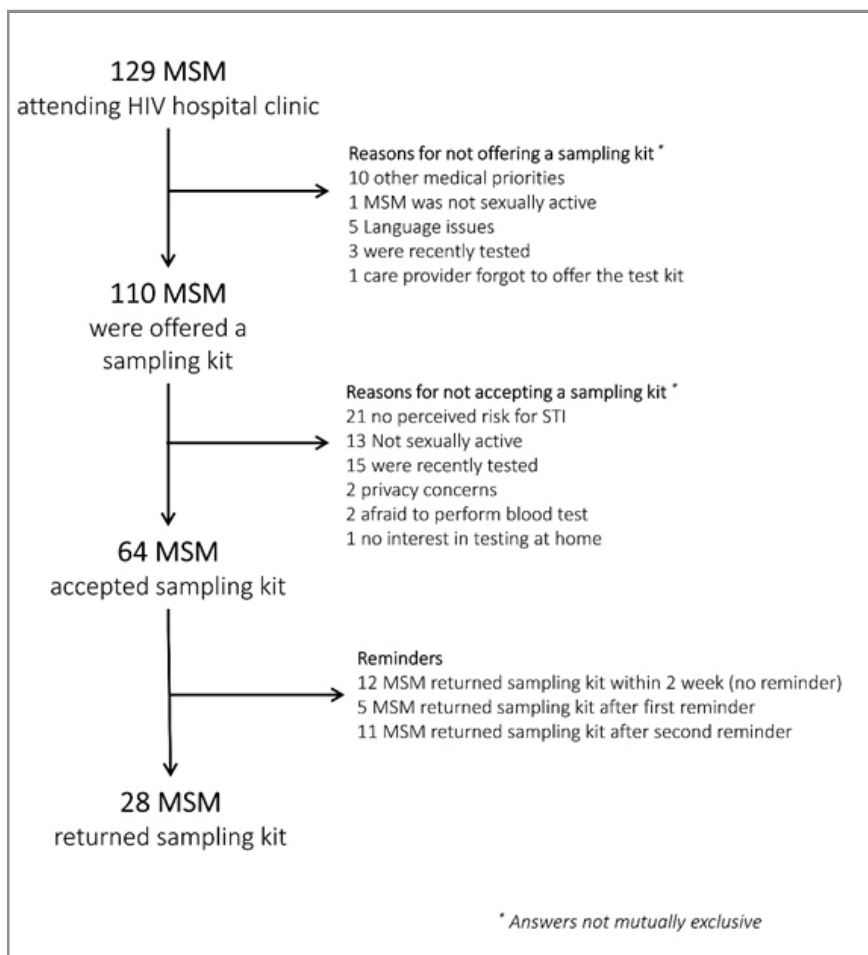 129 MSM
attending HIV hospital clinic
Reasons for not offering a sampling kit *
10 other medical priorities
1 MSM was not sexually active
5 Language issues
3 were recently tested
1 care provider forgot to offer the test kit
110 MSM
were offered a
sampling kit
Reasons for not accepting a sampling kit *
21 no perceived risk for STI
13 Not sexually active
15 were recently tested
2 privacy concerns
2 afraid to perform blood test
1 no interest in testing at home
64 MSM
accepted sampling kit
Reminders
12 MSM returned sampling kit within 2 week (no reminder)
5 MSM returned sampling kit after first reminder
11 MSM returned sampling kit after second reminder
28 MSM
returned sampling kit
* Answers not mutually exclusive